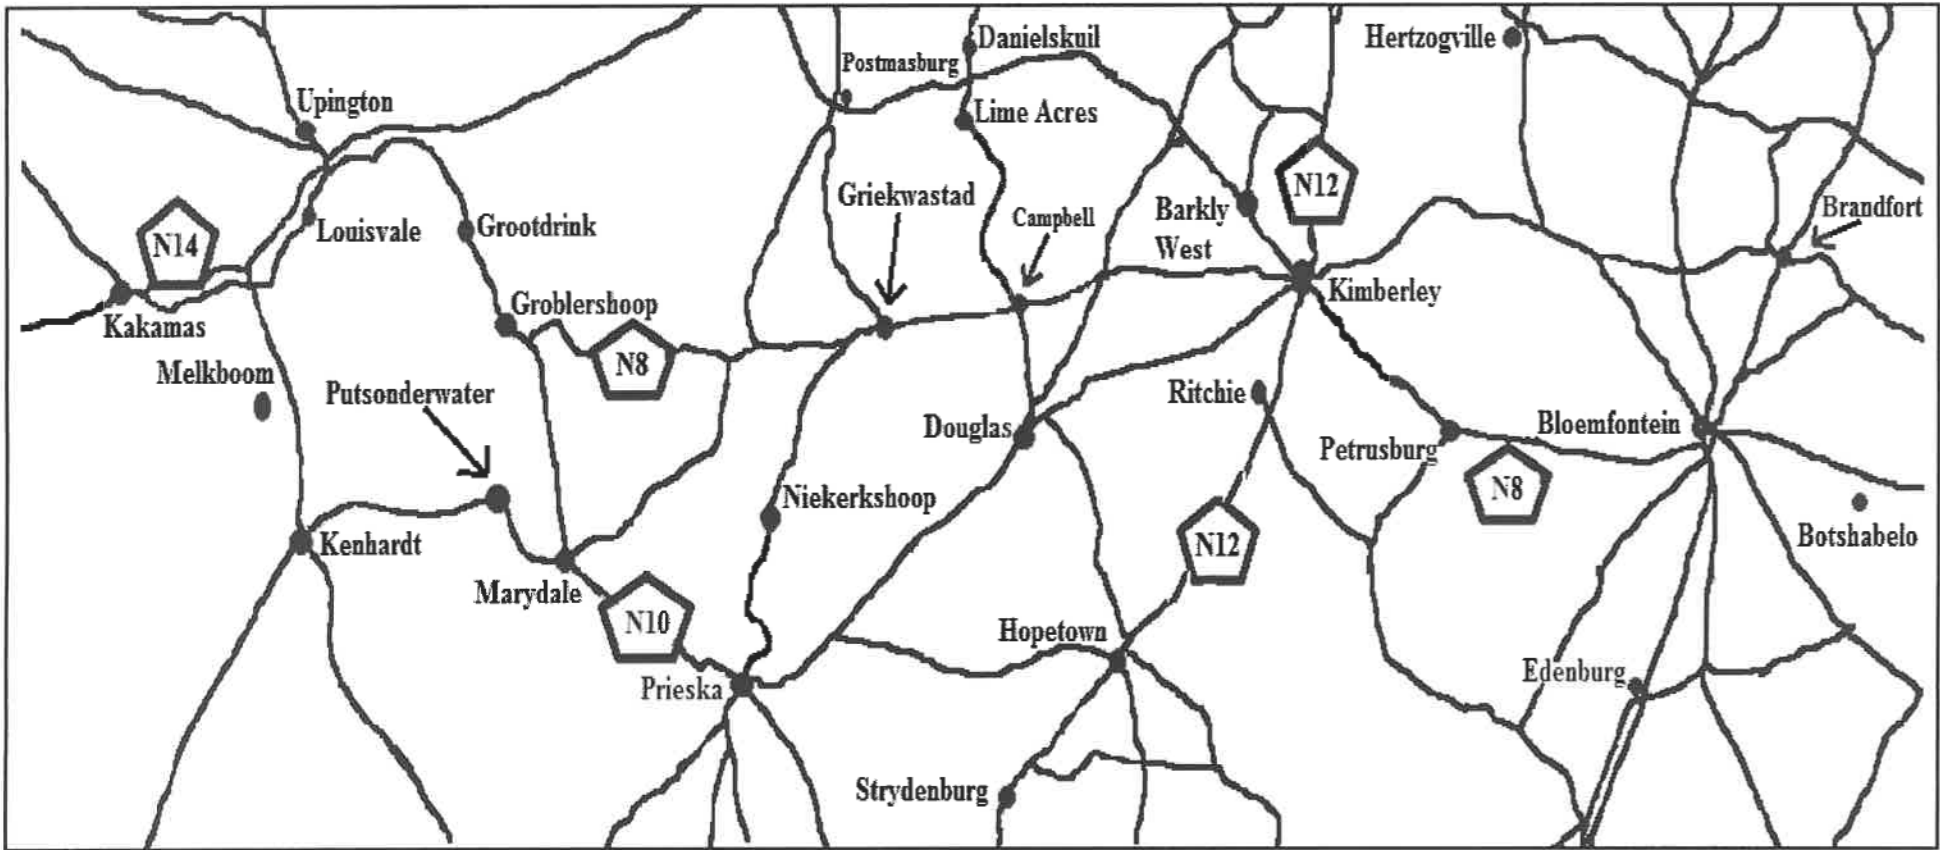 Danielskuil
Hertzogville
Postmasburg
Upington
Lime Acres
N12
Griekwastad
Campbell
Barkly
West
Brandfort
Louisvale
Grootdrink
N14
Kimberley
Groblershoop
Kakamas
N8
Melkboom
Putsonderwater
Ritchie
Douglas
Bloemfontein
Petrusburg
N8
Niekerkshoop
Botshabelo
Kenhardt
N12
Marydale
N10
Hopetown
Edenburg
Prieska
Strydenburg